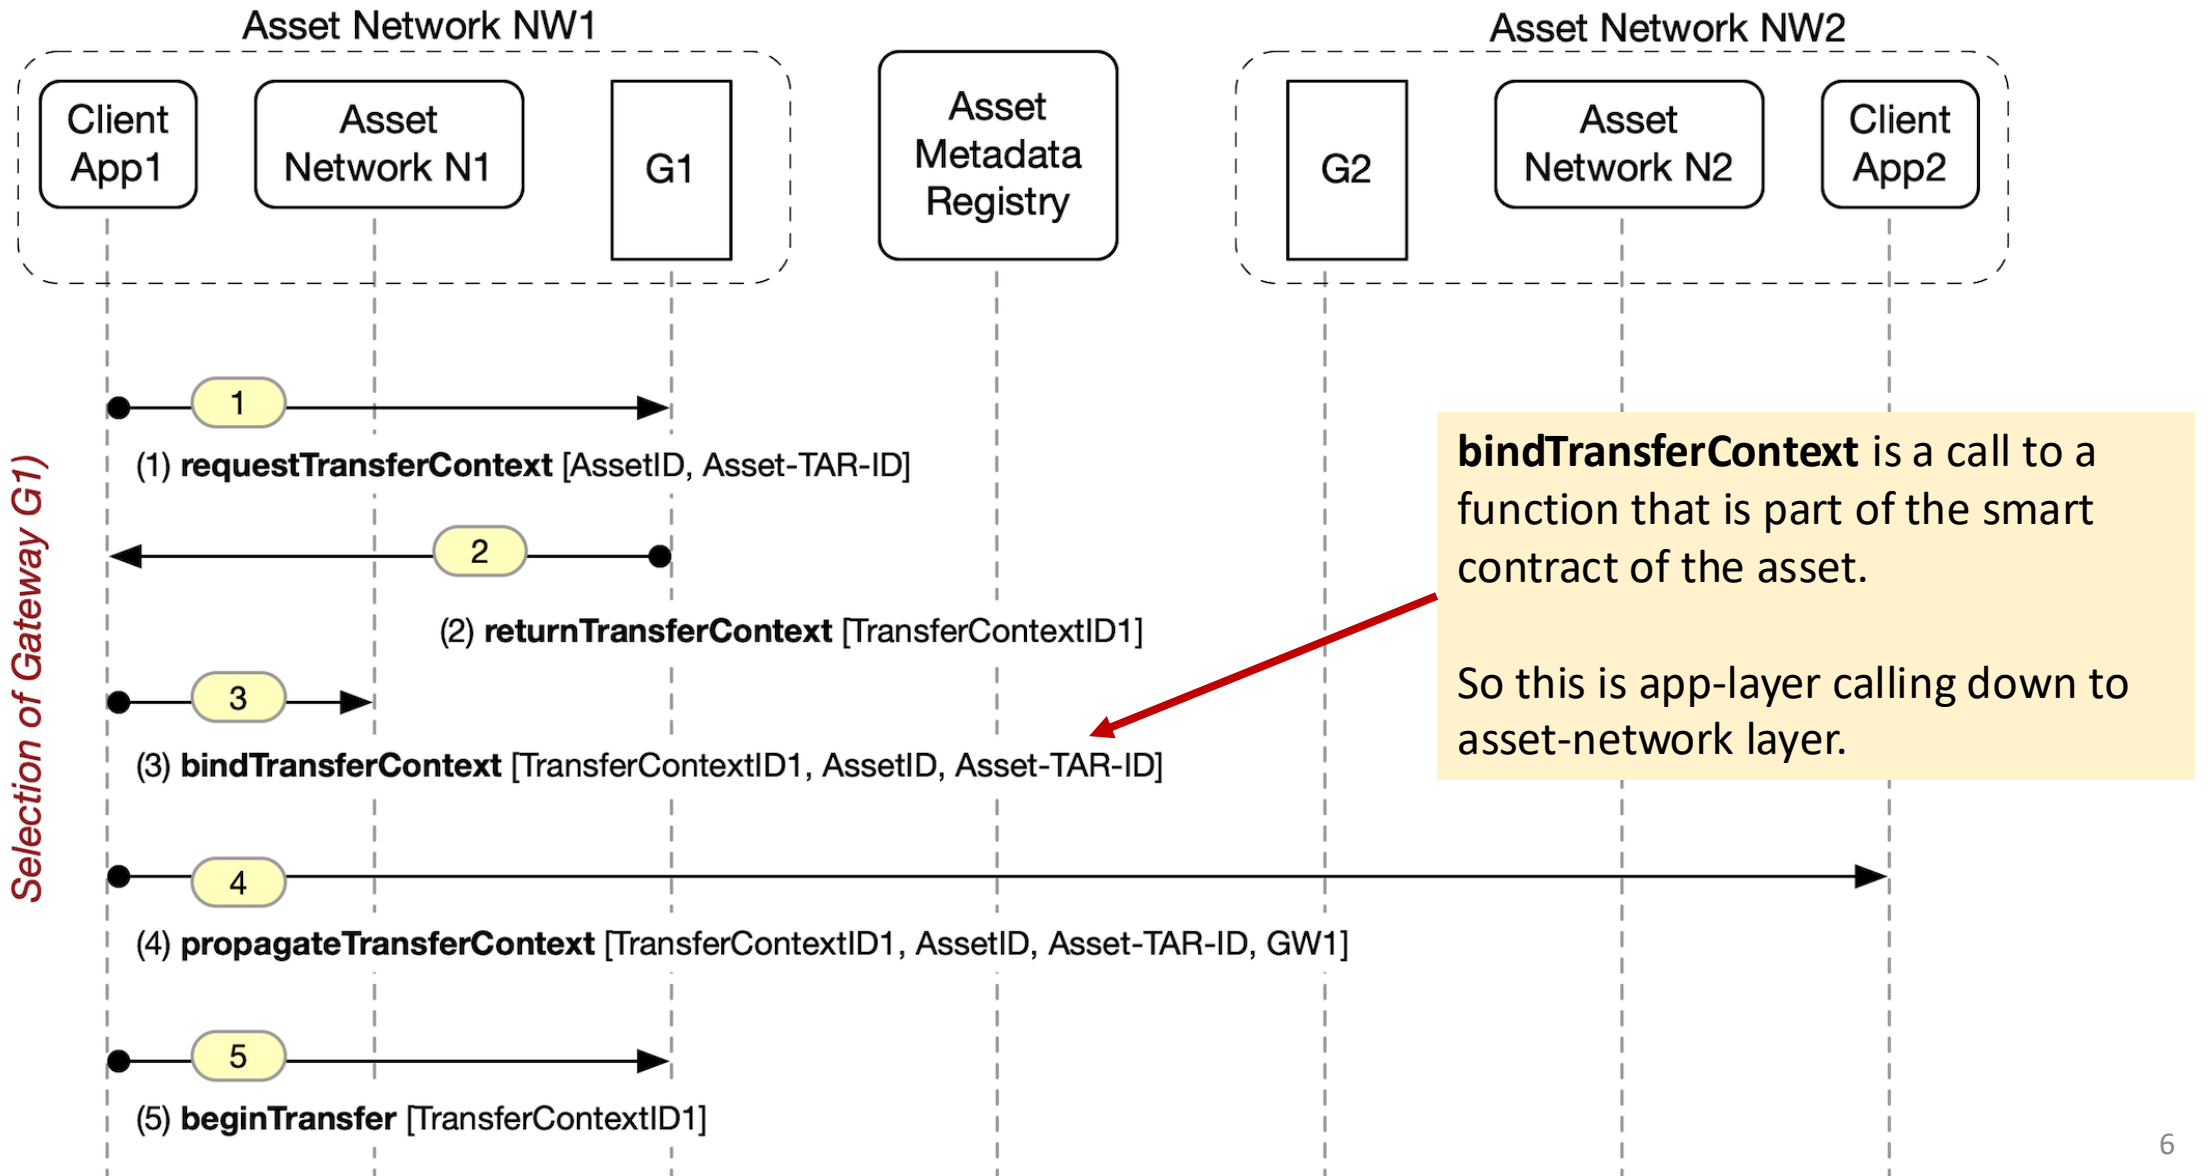 Asset Network NW1
Asset Network NW2
Client
App1
Asset
Network N1
G1
Asset
Metadata
Registry
G2
Asset
Network N2
Client
App2
Selection of Gateway G1)
1
(1) requestTransferContext [AssetID, Asset-TAR-ID]
2
(2) returnTransferContext [TransferContextID1]
3
(3) bindTransferContext [TransferContextID1, AssetID, Asset-TAR-ID]
bindTransferContext is a call to a
function that is part of the smart
contract of the asset.
So this is app-layer calling down to
asset-network layer.
4
(4) propagateTransferContext [TransferContextID1, AssetID, Asset-TAR-ID, GW1]
5
(5) beginTransfer [TransferContextID1]
6